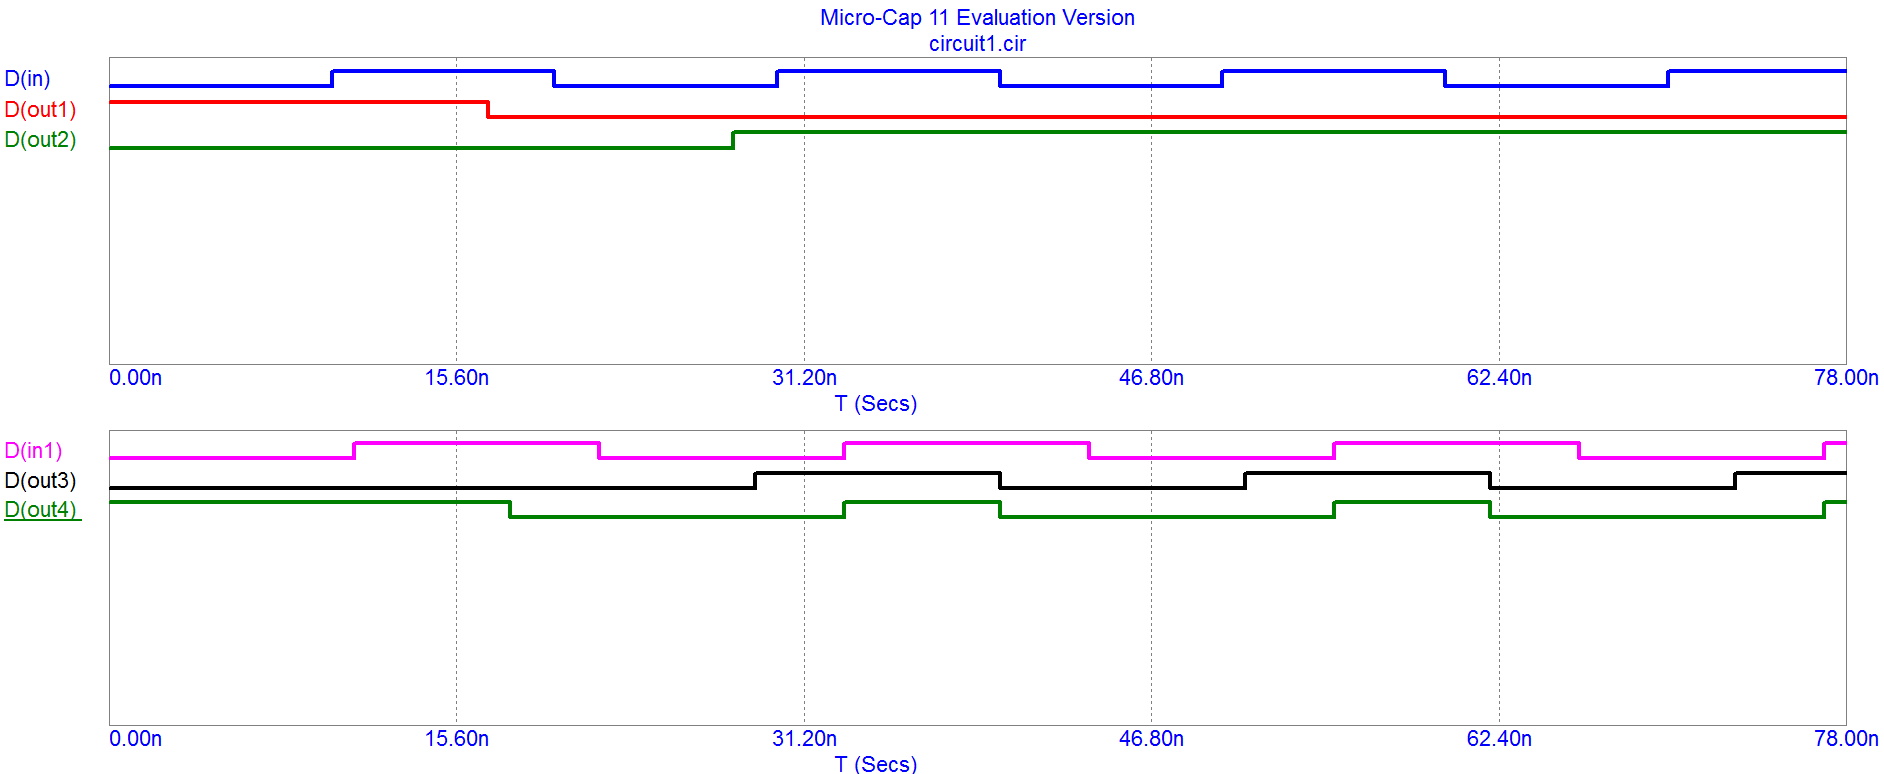 Micro-Cap 11 Evaluation Version
circuit1.cir
D(in)
D(out1)
D(out2)
0.00n 15.60n 31.20n 46.80n 62.40n 78.00n
T (Secs)
D(in1)
D(out3)
D(out4)
0.00n 15.60n 31.20n 46.80n 62.40n 78.00n
T (Secs)